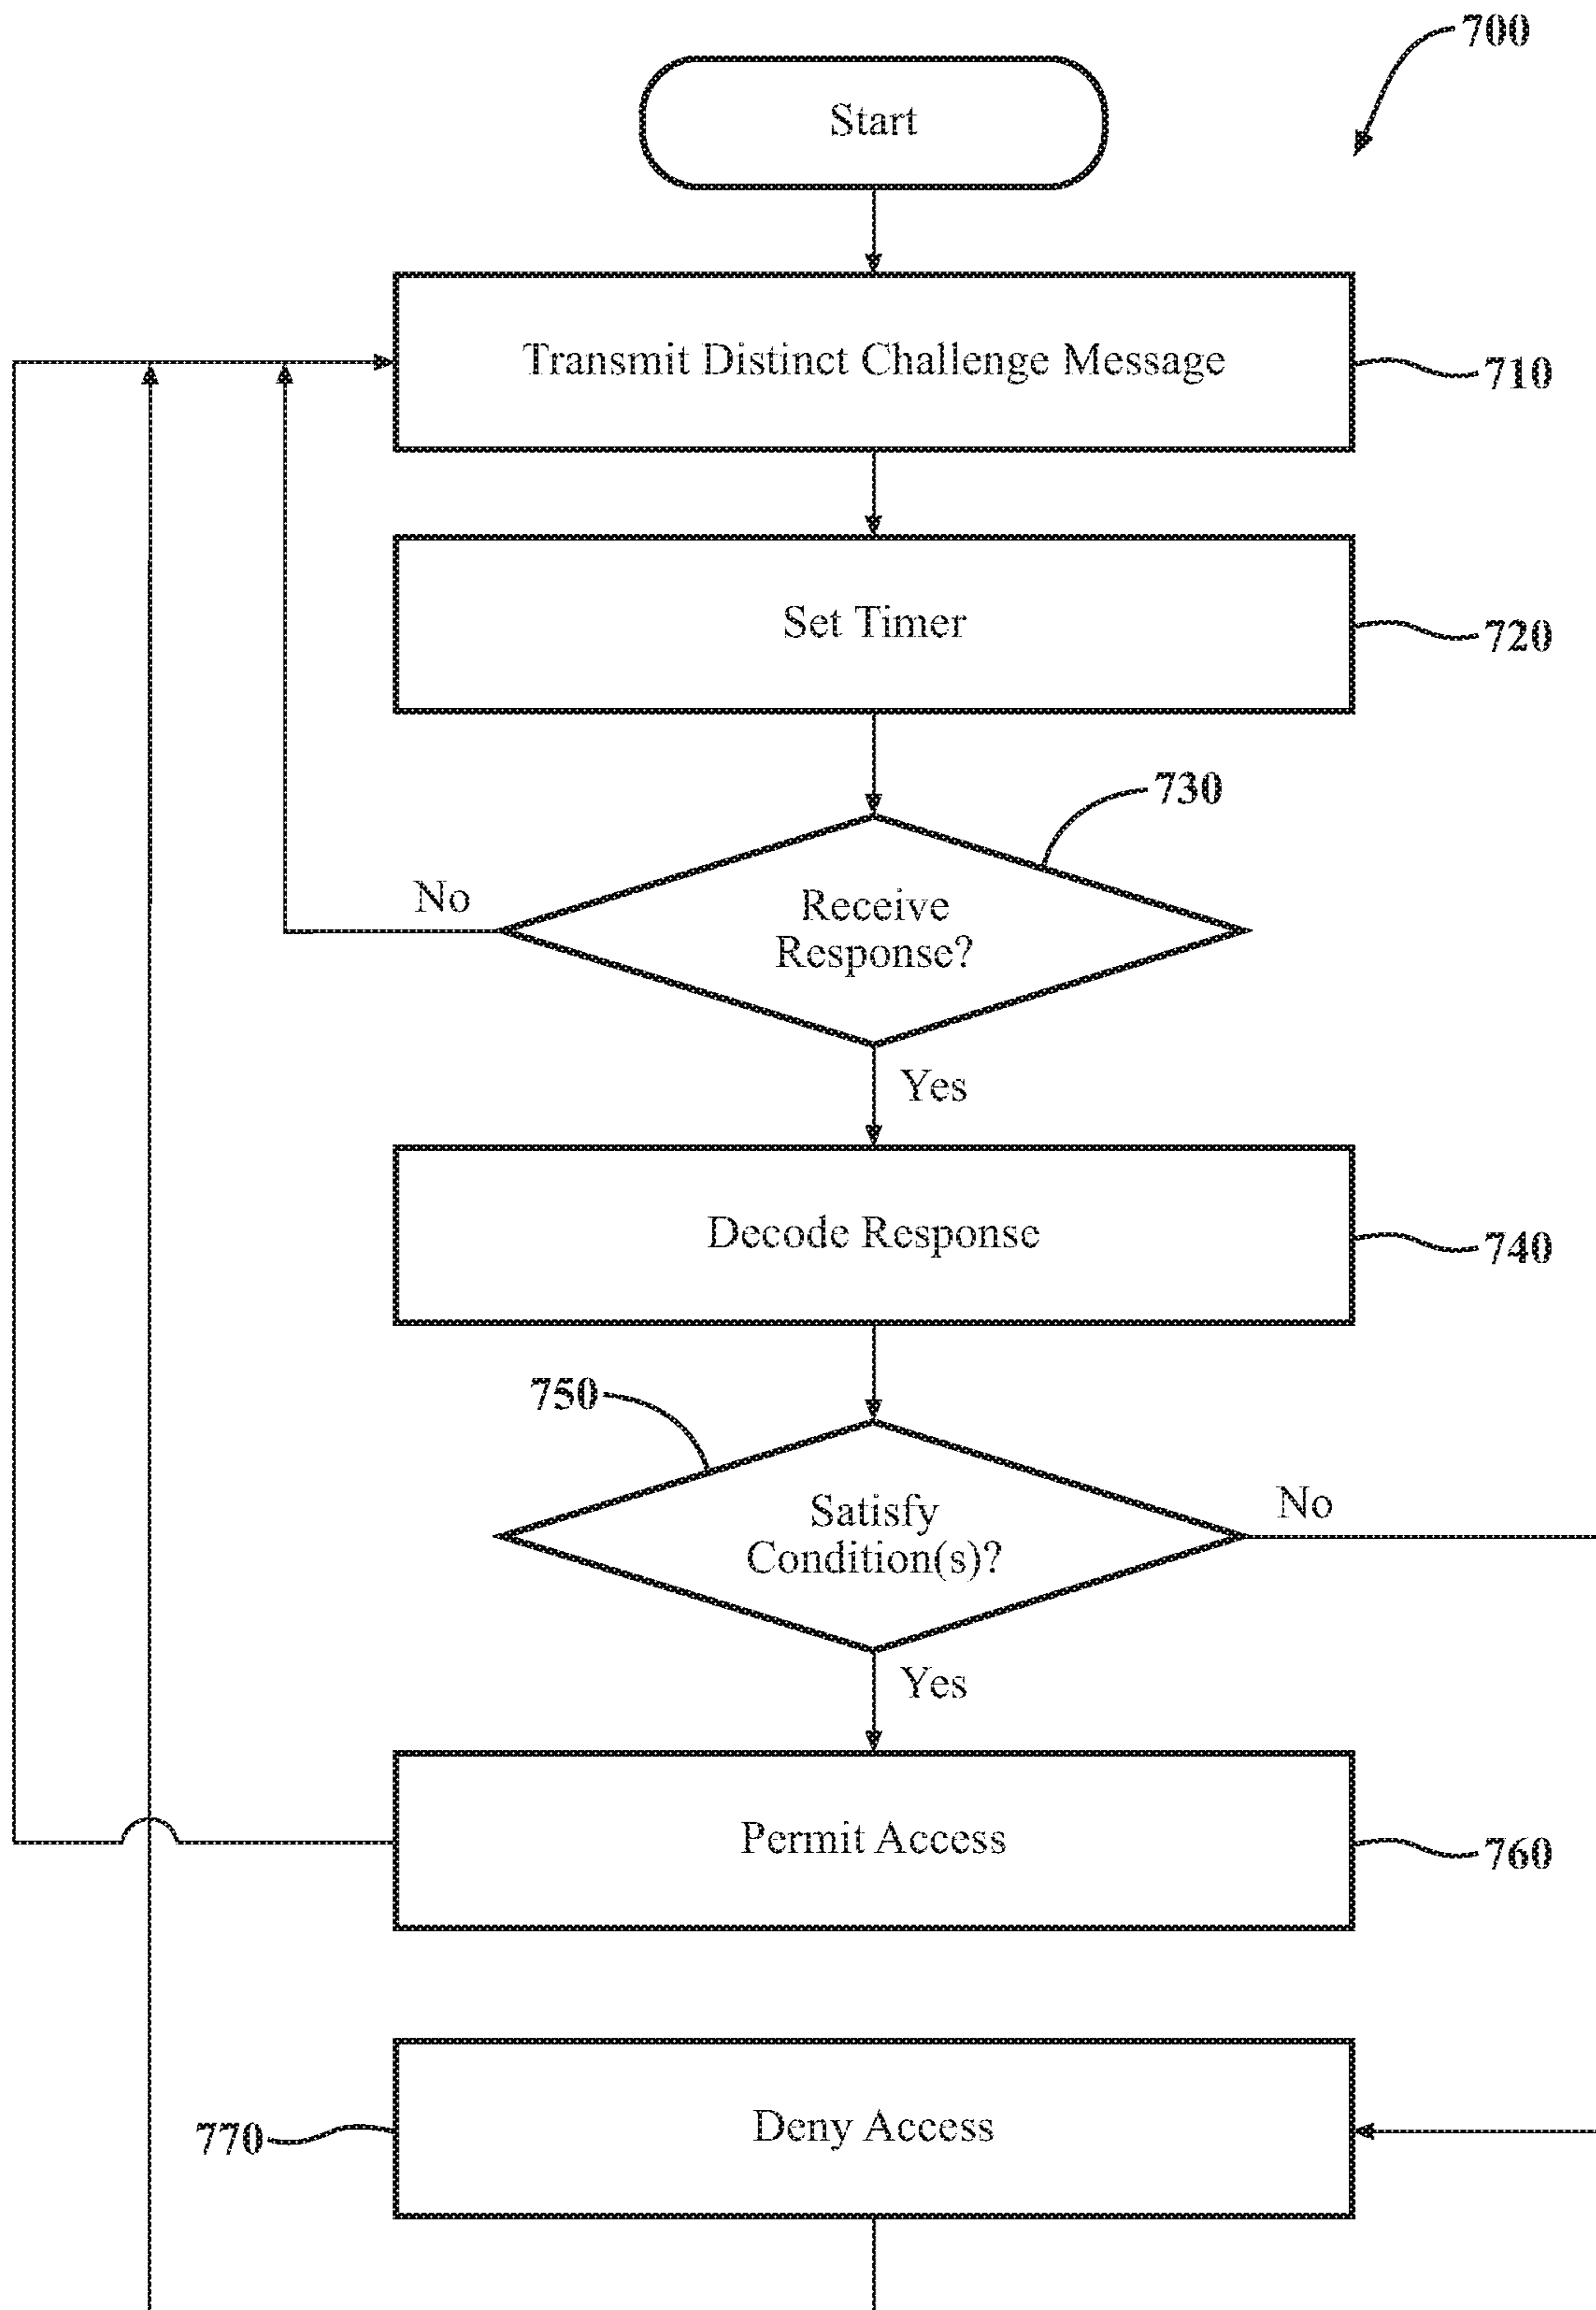 700
Start
Transmit Distinct Challenge Message
710
Set Timer
720
730
No
Receive
Response?
Yes
Decode Response
740
750
Satisfy
Condition(s)?
No
Yes
Permit Access
760
Deny Access
770